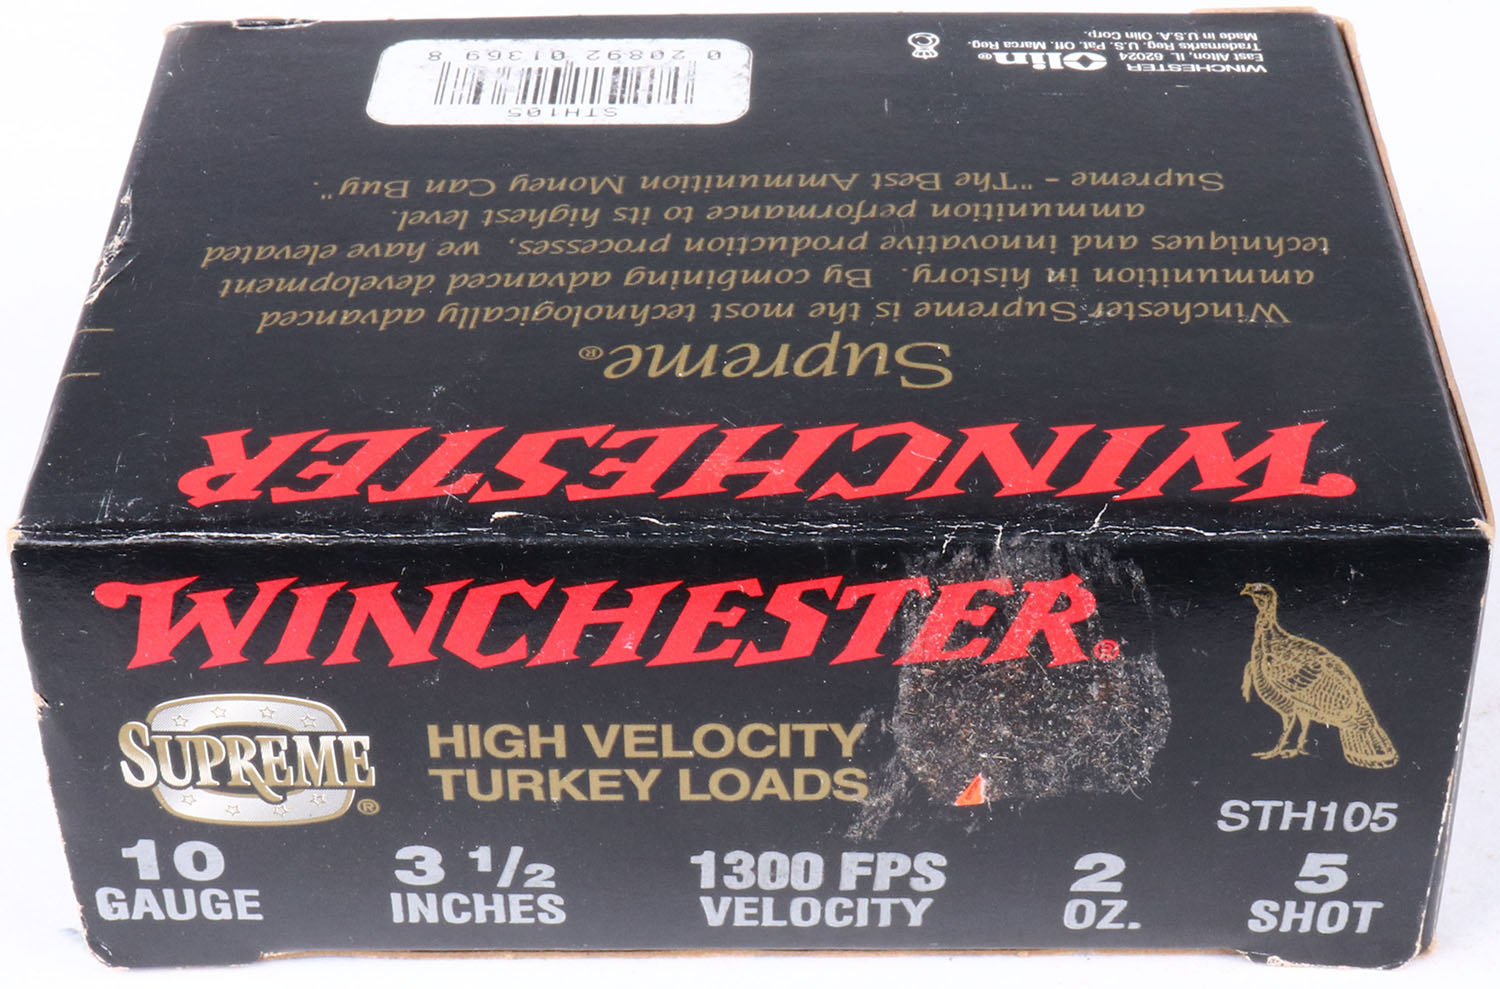 WINCHESTER®
SUPREME®
HIGH VELOCITY
TURKEY LOADS
STH105
10
GAUGE
3 1/2
INCHES
1300 FPS
VELOCITY
2
OZ.
5
SHOT
WINCHESTER
Supreme®
Winchester Supreme is the most technologically advanced
ammunition in history. By combining advanced development
techniques and innovative production processes, we have elevated
ammunition performance to its highest level.
Supreme - "The Best Ammunition Money Can Buy".
STH105
0 20892 01369 8
WINCHESTER Olin®
East Alton, IL 62024
Trademarks Reg. U.S. Pat. Off. Marca Reg.
Made in U.S.A. Olin Corp.